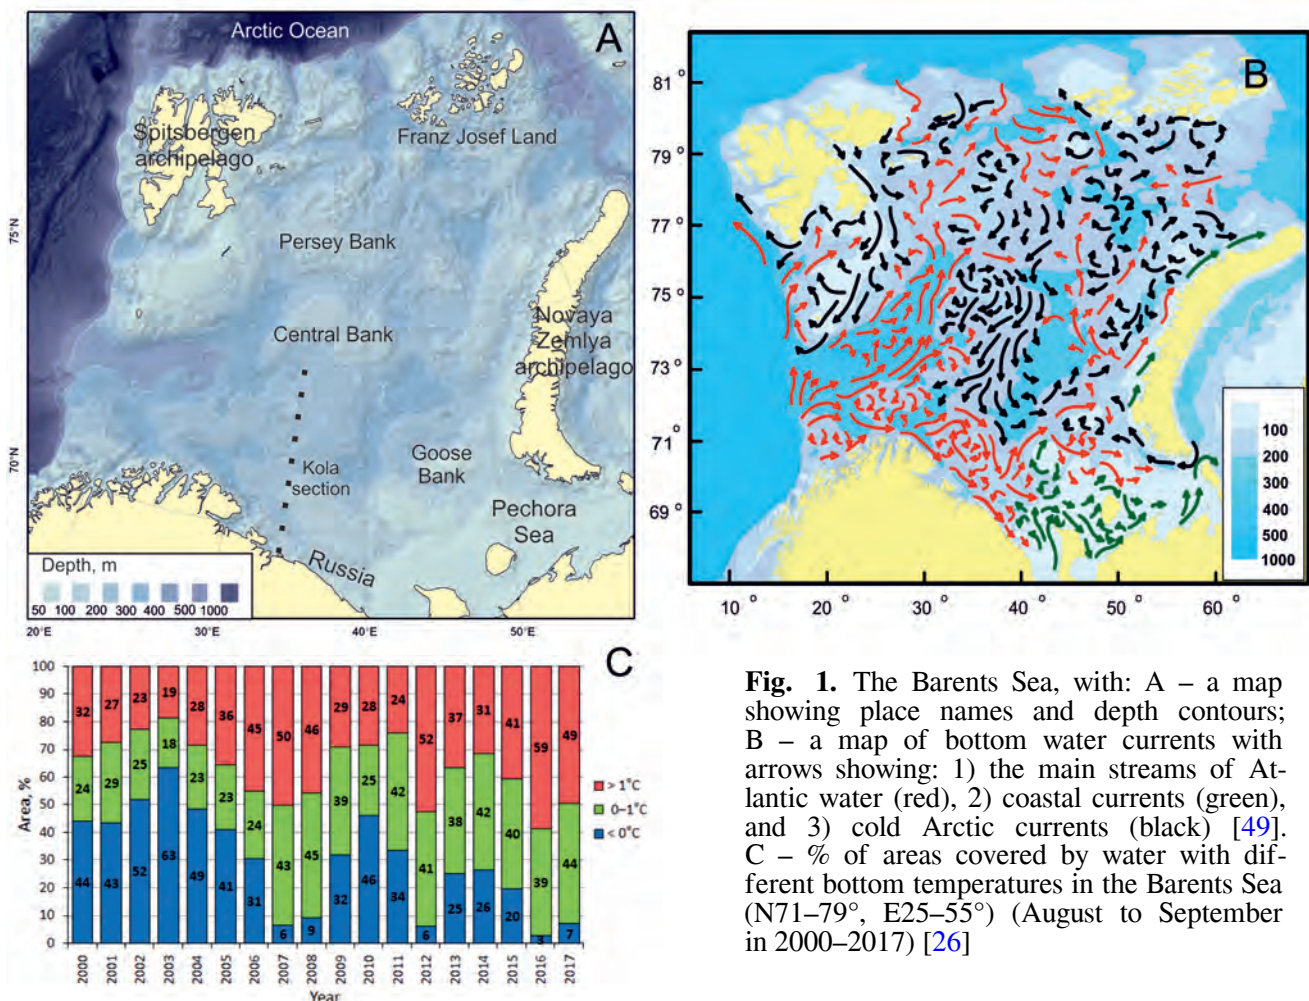 Arctic Ocean
A
Spitsbergen
archipelago
Franz Josef Land
75°N
Persey Bank
Central Bank
Novaya
Zemlya
archipelago
70°N
Kola
section
Goose
Bank
Pechora
Sea
Russia
Depth, m
50 100 200 300 400 500 1000
20°E 30°E 40°E 50°E
B
81 °
79 °
77 °
75 °
73 °
71 °
69 °
100
200
300
500
1000
10 ° 20 ° 30 ° 40 ° 50 ° 60 °
C
Area, %
100
90
80
70
60
50
40
30
20
10
0
32 27 23 19 28 36 45 50 46 29 28 24 52 37 31 41 59 49
24 29 25 18 23 23 24 43 45 39 25 42 41 38 42 40 39 44
44 43 52 63 49 41 31 6 9 32 46 34 6 25 26 20 3 7
2000 2001 2002 2003 2004 2005 2006 2007 2008 2009 2010 2011 2012 2013 2014 2015 2016 2017
Year
> 1°C
0–1°C
< 0°C
Fig. 1. The Barents Sea, with: A – a map
showing place names and depth contours;
B – a map of bottom water currents with
arrows showing: 1) the main streams of At-
lantic water (red), 2) coastal currents (green),
and 3) cold Arctic currents (black) [49].
C – % of areas covered by water with dif-
ferent bottom temperatures in the Barents Sea
(N71–79°, E25–55°) (August to September
in 2000–2017) [26]